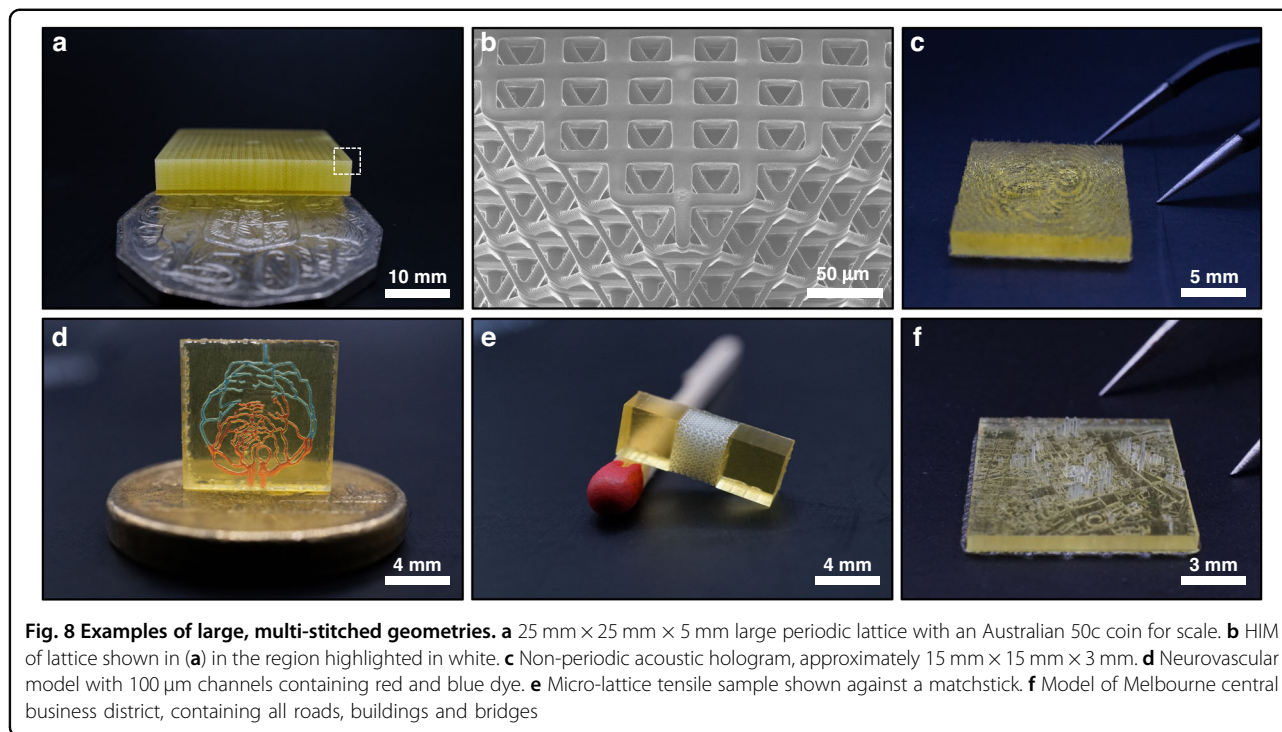 a
b
c
10 mm
50 µm
5 mm
d
e
f
4 mm
4 mm
3 mm
Fig. 8 Examples of large, multi-stitched geometries. a 25 mm × 25 mm × 5 mm large periodic lattice with an Australian 50c coin for scale. b HIM
of lattice shown in (a) in the region highlighted in white. c Non-periodic acoustic hologram, approximately 15 mm × 15 mm × 3 mm. d Neurovascular
model with 100 µm channels containing red and blue dye. e Micro-lattice tensile sample shown against a matchstick. f Model of Melbourne central
business district, containing all roads, buildings and bridges